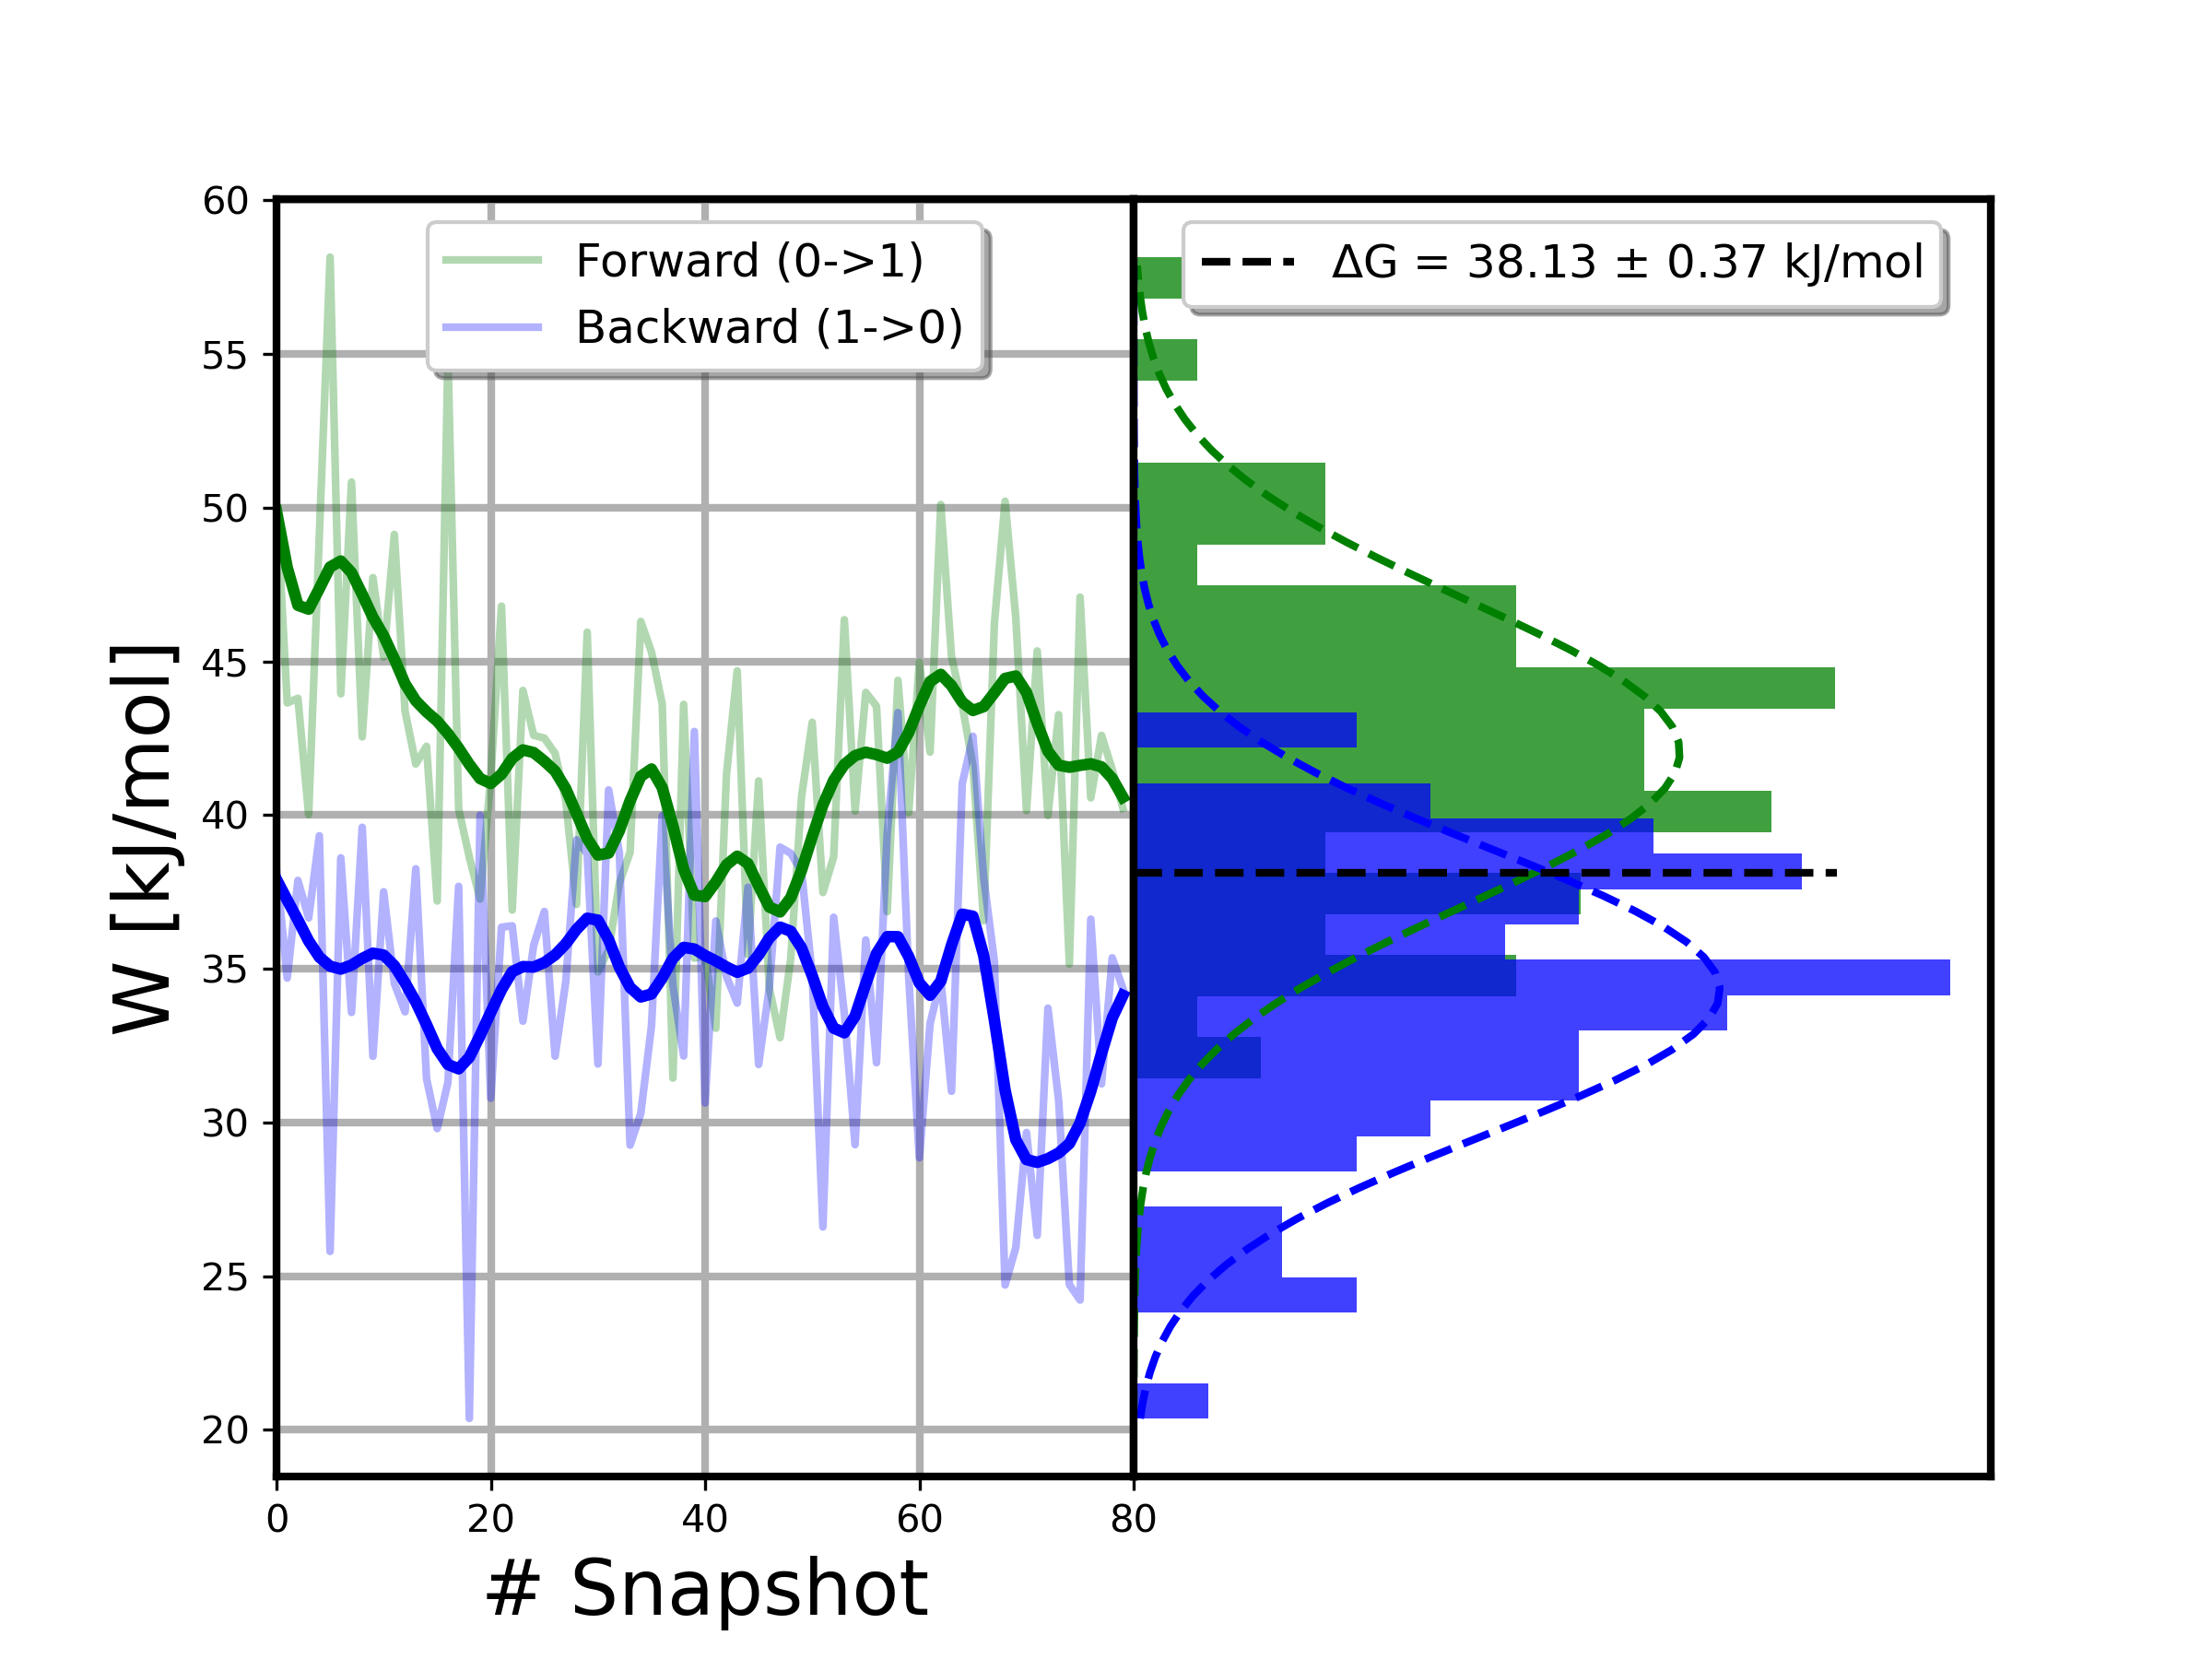 Forward (0->1)
Backward (1->0)
ΔG = 38.13 ± 0.37 kJ/mol
60
55
50
45
40
35
30
25
20
W [kJ/mol]
0 20 40 60 80
# Snapshot